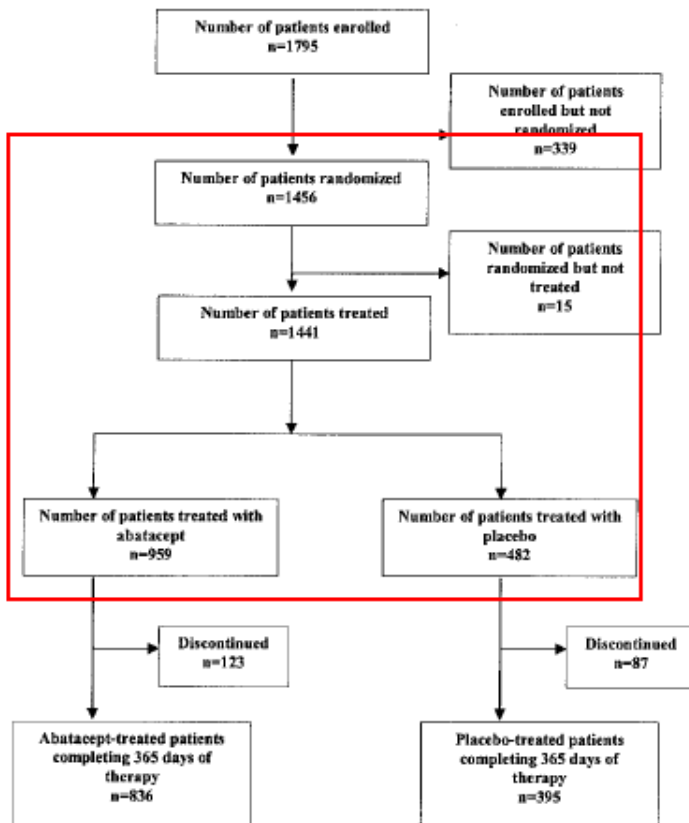 Number of patients enrolled
n=1795
Number of patients
enrolled but not
randomized
n=339
Number of patients randomized
n=1456
Number of patients
randomized but not
treated
n=15
Number of patients treated
n=1441
Number of patients treated with
abatacept
n=959
Number of patients treated with
placebo
n=482
Discontinued
n=123
Discontinued
n=87
Abatacept-treated patients
completing 365 days of
therapy
n=836
Placebo-treated patients
completing 365 days of
therapy
n=395